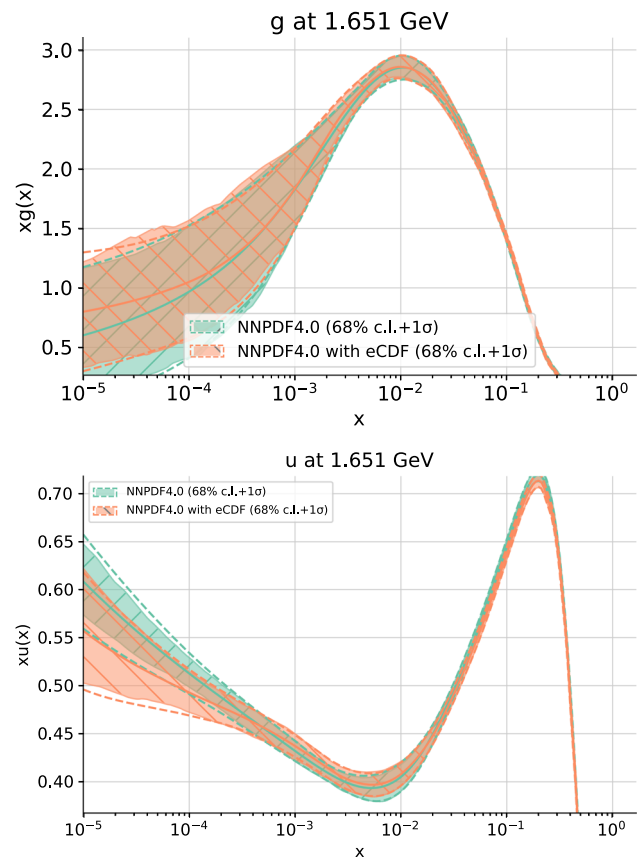 g at 1.651 GeV
3.0
2.5
2.0
1.5
1.0
0.5
xg(x)
NNPDF4.0 (68% c.l.+1σ)
NNPDF4.0 with eCDF (68% c.l.+1σ)
10⁻⁵ 10⁻⁴ 10⁻³ 10⁻² 10⁻¹ 10⁰
x
u at 1.651 GeV
NNPDF4.0 (68% c.l.+1σ)
NNPDF4.0 with eCDF (68% c.l.+1σ)
0.70
0.65
0.60
0.55
0.50
0.45
0.40
xu(x)
10⁻⁵ 10⁻⁴ 10⁻³ 10⁻² 10⁻¹ 10⁰
x